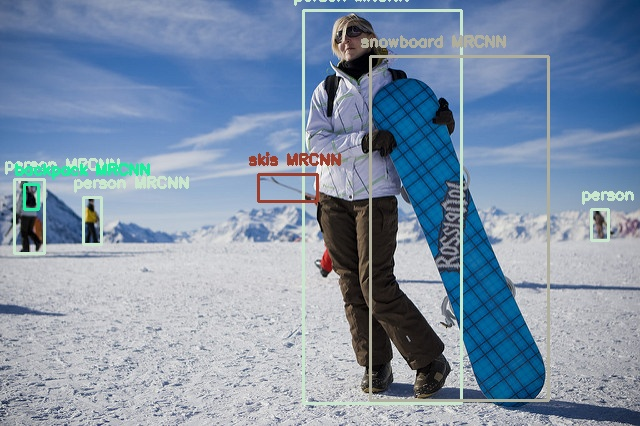 person MRCNN
snowboard MRCNN
skis MRCNN
person MRCNN
backpack MRCNN
person MRCNN
person
ROSSIGNOL